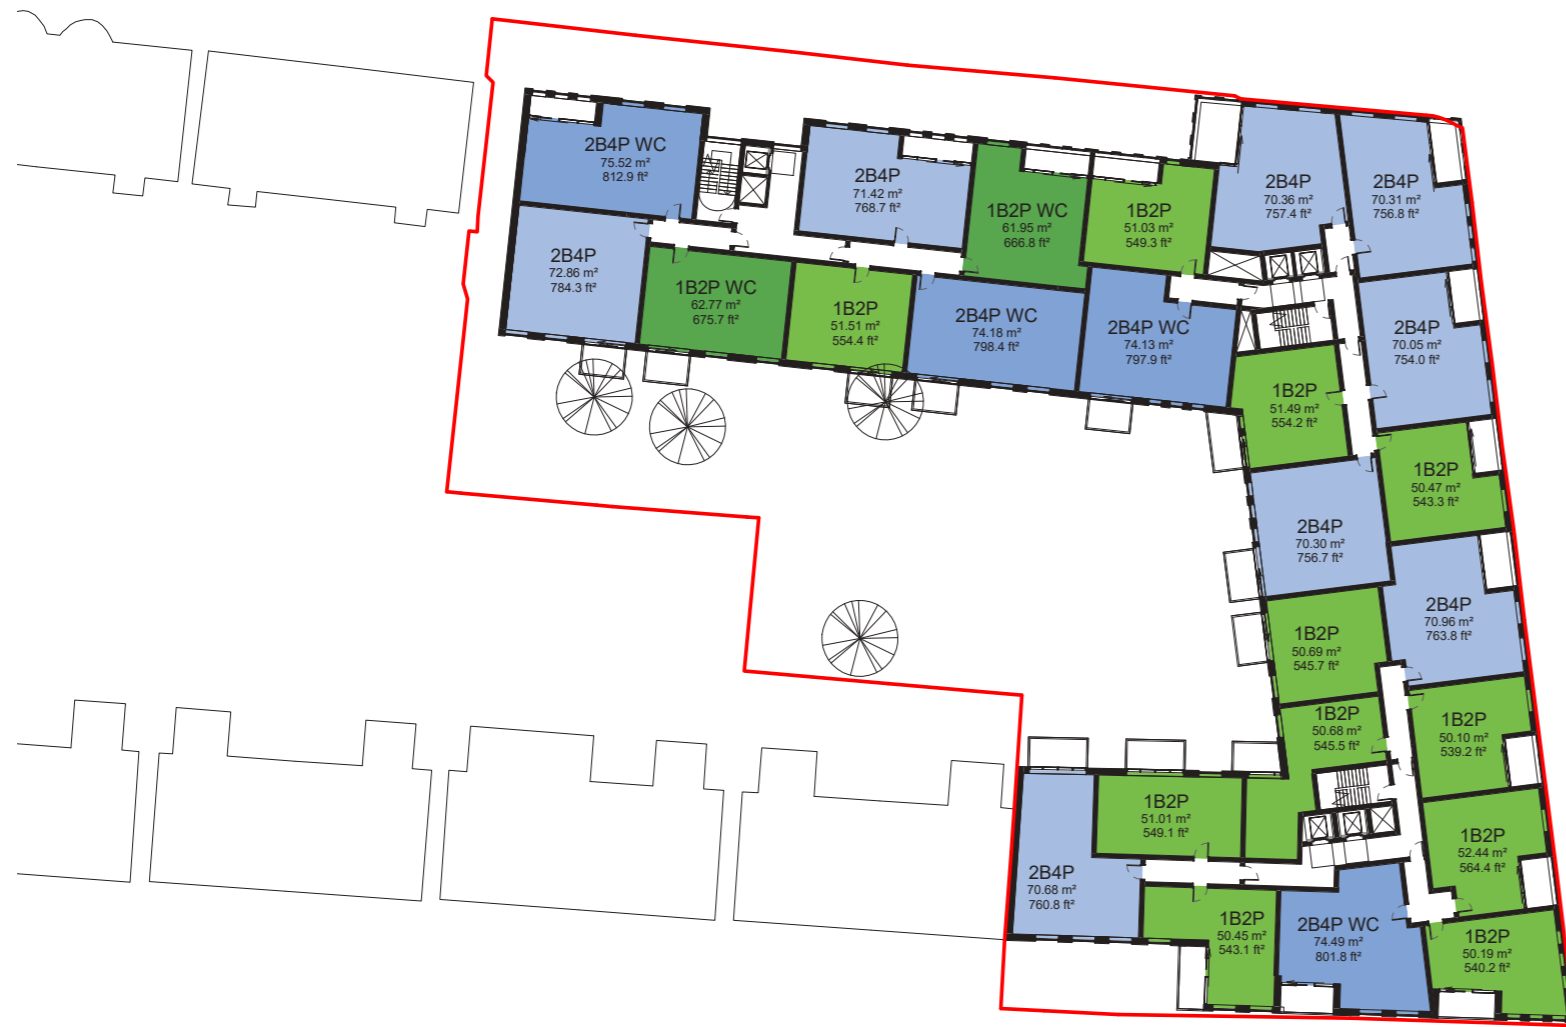 2B4P WC
75.52 m²
812.9 ft²
2B4P
71.42 m²
768.7 ft²
1B2P WC
61.95 m²
666.8 ft²
1B2P
51.03 m²
549.3 ft²
2B4P
70.36 m²
757.4 ft²
2B4P
70.31 m²
756.8 ft²
2B4P
72.86 m²
784.3 ft²
1B2P WC
62.77 m²
675.7 ft²
1B2P
51.51 m²
554.4 ft²
2B4P WC
74.18 m²
798.4 ft²
2B4P WC
74.13 m²
797.9 ft²
2B4P
70.05 m²
754.0 ft²
1B2P
51.49 m²
554.2 ft²
1B2P
50.47 m²
543.3 ft²
2B4P
70.30 m²
756.7 ft²
2B4P
70.96 m²
763.8 ft²
1B2P
50.69 m²
545.7 ft²
1B2P
50.68 m²
545.5 ft²
1B2P
50.10 m²
539.2 ft²
1B2P
51.01 m²
549.1 ft²
1B2P
52.44 m²
564.4 ft²
2B4P
70.68 m²
760.8 ft²
1B2P
50.45 m²
543.1 ft²
2B4P WC
74.49 m²
801.8 ft²
1B2P
50.19 m²
540.2 ft²